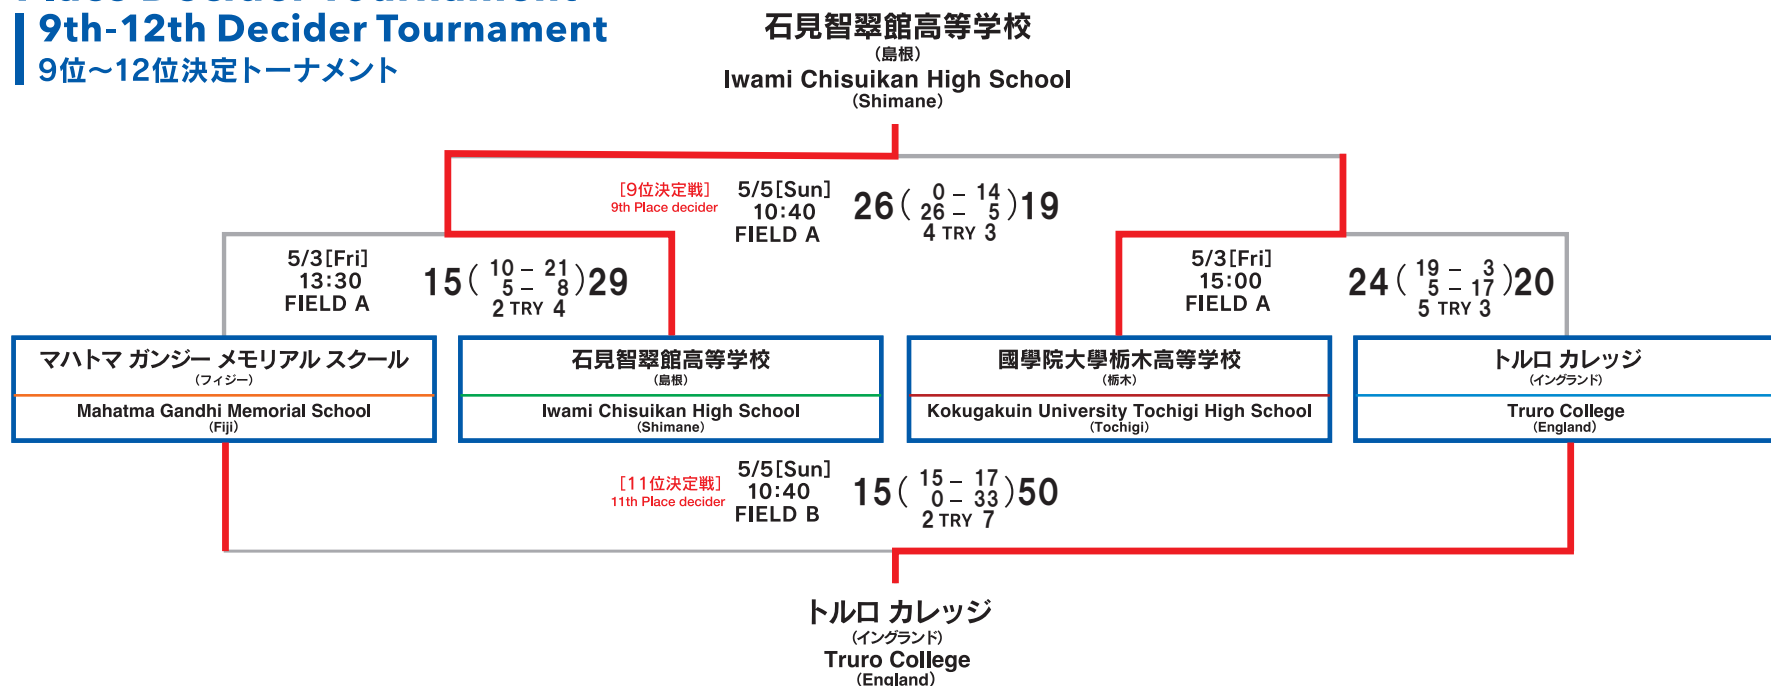 Place Decider Tournament
9th-12th Decider Tournament
9位～12位決定トーナメント
石見智翠館高等学校
(島根)
Iwami Chisuikan High School
(Shimane)
[9位決定戦]
9th Place decider
5/5[Sun]
10:40
FIELD A
26 ( 0 – 14 ) 19
26 – 5
4 TRY 3
5/3[Fri]
13:30
FIELD A
15 ( 10 – 21 ) 29
5 – 8
2 TRY 4
5/3[Fri]
15:00
FIELD A
24 ( 19 – 3 ) 20
5 – 17
5 TRY 3
マハトマ ガンジー メモリアル スクール
(フィジー)
Mahatma Gandhi Memorial School
(Fiji)
石見智翠館高等学校
(島根)
Iwami Chisuikan High School
(Shimane)
國學院大學栃木高等学校
(栃木)
Kokugakuin University Tochigi High School
(Tochigi)
トルロ カレッジ
(イングランド)
Truro College
(England)
[11位決定戦]
11th Place decider
5/5[Sun]
10:40
FIELD B
15 ( 15 – 17 ) 50
0 – 33
2 TRY 7
トルロ カレッジ
(イングランド)
Truro College
(England)